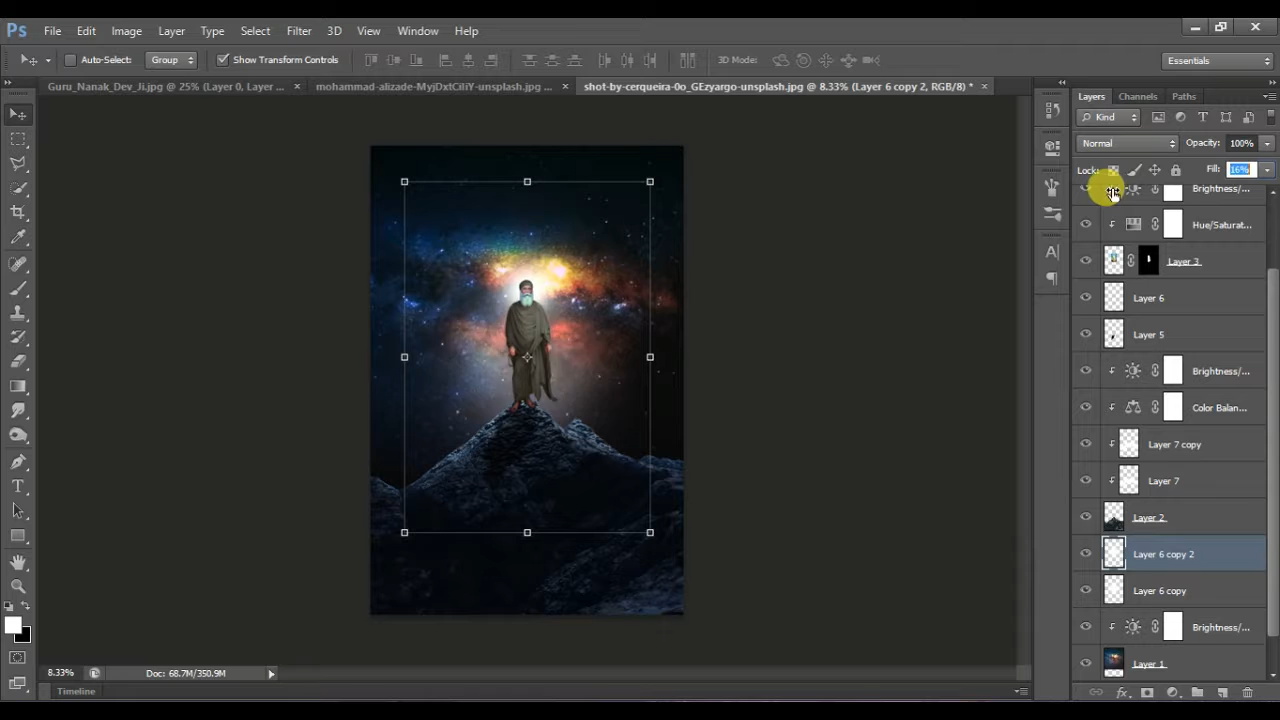 Ps File Edit Image Layer Type Select Filter 3D View Window Help
Auto-Select: Group Show Transform Controls 3D Mode: Essentials
Guru_Nanak_Dev_Ji.jpg @ 25% (Layer 0, Layer ... × mohammad-alizade-MyjDxtCiIiY-unsplash.jpg ... × shot-by-cerqueira-0o_GEzyargo-unsplash.jpg @ 8.33% (Layer 6 copy 2, RGB/8) * ×
Layers Channels Paths
Kind
Normal Opacity: 100%
Lock: Fill: 16%
Brightness/...
Hue/Saturat...
Layer 3
Layer 6
Layer 5
Brightness/...
Color Balan...
Layer 7 copy
Layer 7
Layer 2
Layer 6 copy 2
Layer 6 copy
Brightness/...
Layer 1
8.33% Doc: 68.7M/350.9M
Timeline